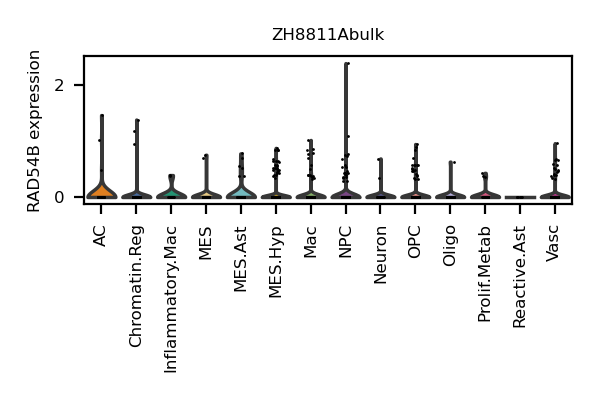 ZH8811Abulk
RAD54B expression
2
0
AC
Chromatin.Reg
Inflammatory.Mac
MES
MES.Ast
MES.Hyp
Mac
NPC
Neuron
OPC
Oligo
Prolif.Metab
Reactive.Ast
Vasc